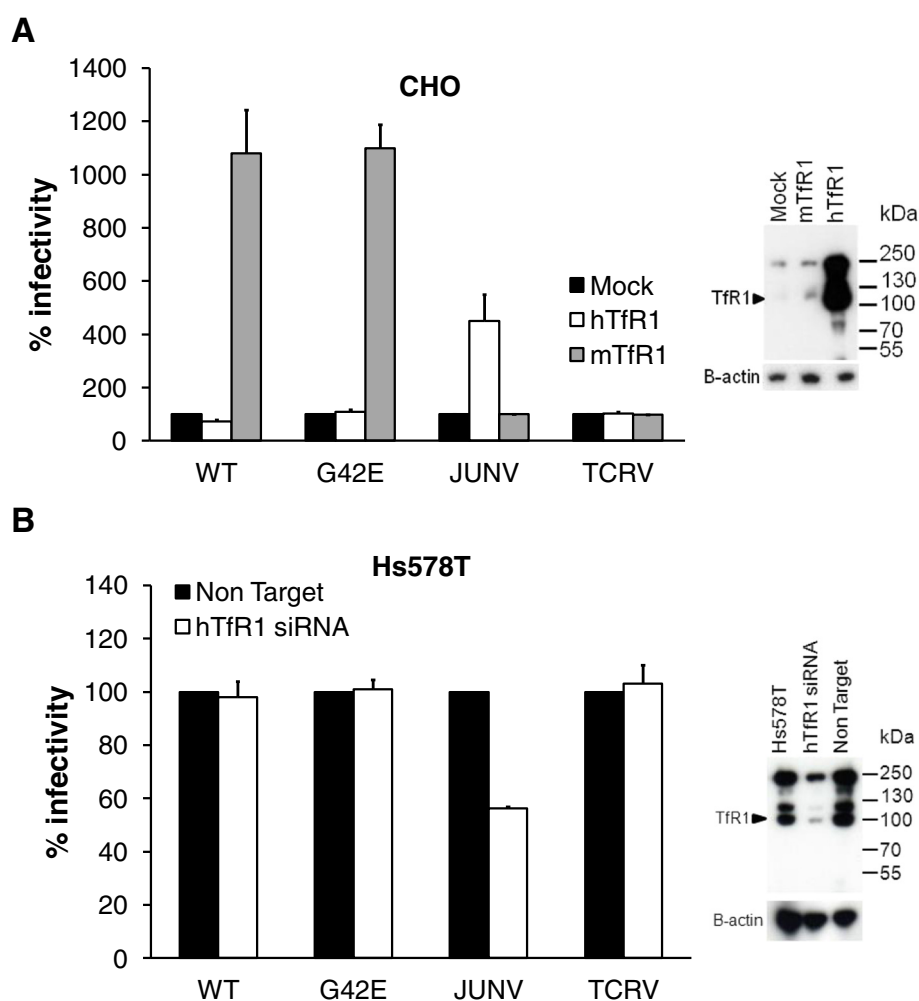 A
CHO
% infectivity
1400
1200
1000
800
600
400
200
0
Mock
hTfR1
mTfR1
WT G42E JUNV TCRV
Mock mTfR1 hTfR1
kDa
250
130
TfR1 100
70
55
B-actin
B
Hs578T
% infectivity
140
120
100
80
60
40
20
0
Non Target
hTfR1 siRNA
WT G42E JUNV TCRV
Hs578T hTfR1 siRNA Non Target
kDa
250
130
TfR1 100
70
55
B-actin